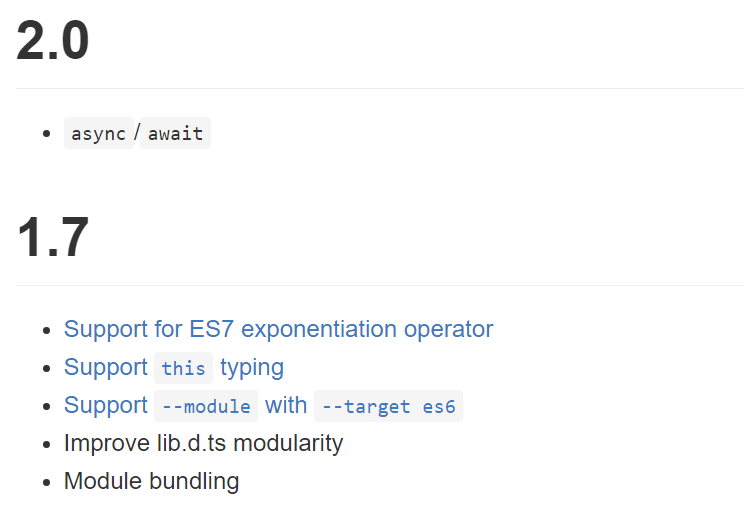 2.0
async/await
1.7
Support for ES7 exponentiation operator
Support this typing
Support --module with --target es6
Improve lib.d.ts modularity
Module bundling